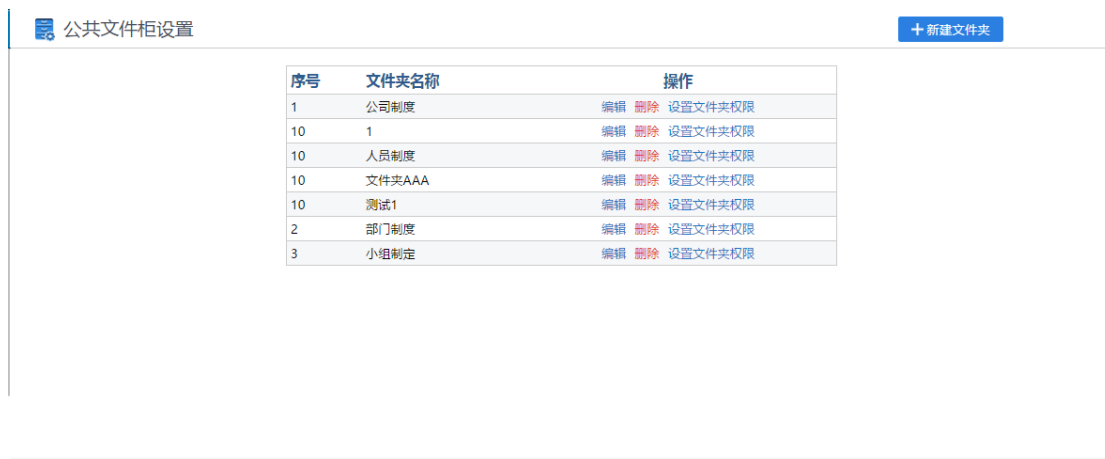 公共文件柜设置 新建文件夹
序号 文件夹名称 操作
1 公司制度 编辑 删除 设置文件夹权限
10 1 编辑 删除 设置文件夹权限
10 人员制度 编辑 删除 设置文件夹权限
10 文件夹AAA 编辑 删除 设置文件夹权限
10 测试1 编辑 删除 设置文件夹权限
2 部门制度 编辑 删除 设置文件夹权限
3 小组制定 编辑 删除 设置文件夹权限